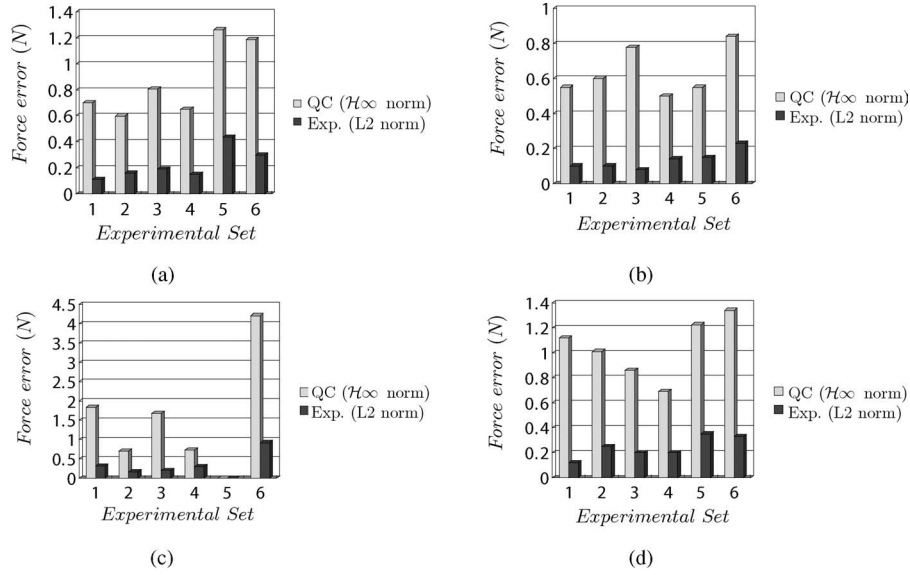 Force error (N)
1.4
1.2
1
0.8
0.6
0.4
0.2
0
1 2 3 4 5 6
Experimental Set
QC (ℋ∞ norm)
Exp. (L2 norm)
(a)
Force error (N)
1
0.8
0.6
0.4
0.2
0
1 2 3 4 5 6
Experimental Set
QC (ℋ∞ norm)
Exp. (L2 norm)
(b)
Force error (N)
4.5
4
3.5
3
2.5
2
1.5
1
0.5
0
1 2 3 4 5 6
Experimental Set
QC (ℋ∞ norm)
Exp. (L2 norm)
(c)
Force error (N)
1.4
1.2
1
0.8
0.6
0.4
0.2
0
1 2 3 4 5 6
Experimental Set
QC (ℋ∞ norm)
Exp. (L2 norm)
(d)